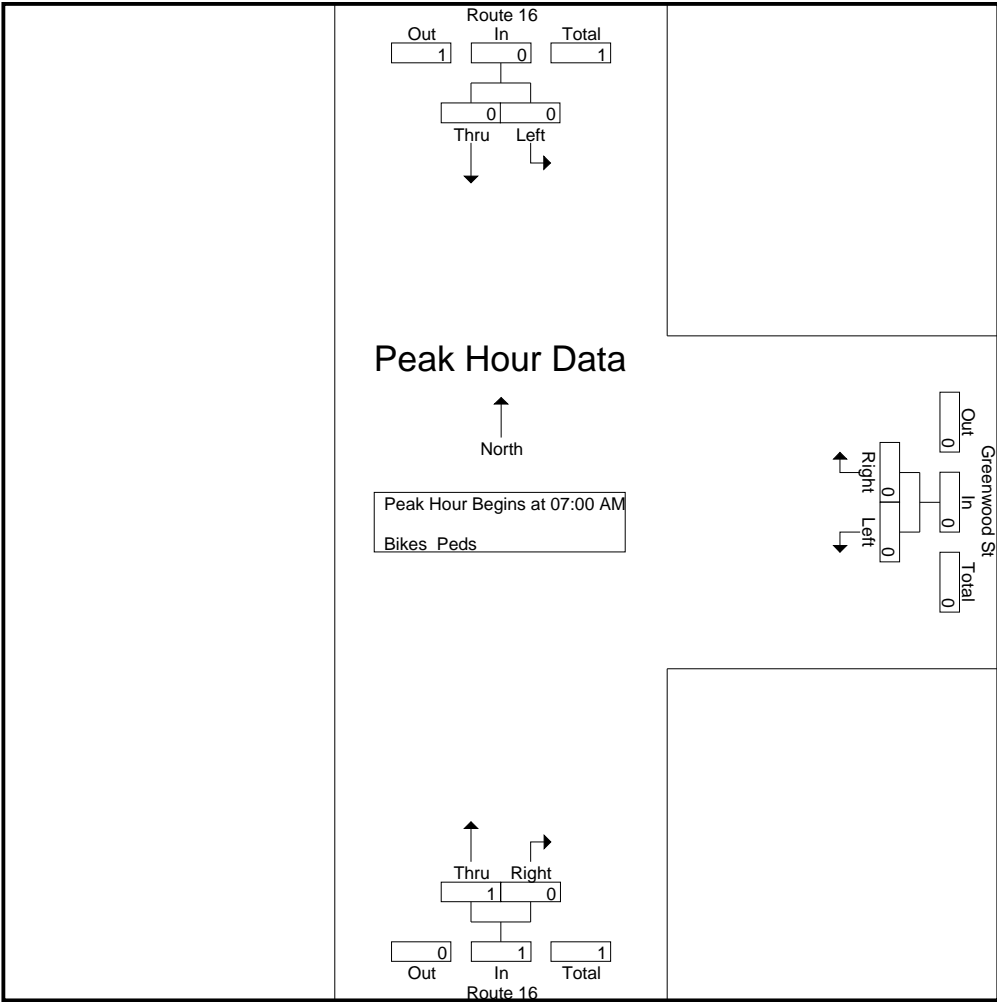 Route 16
Out In Total
1 0 1
0 0
Thru Left
Peak Hour Data
North
Peak Hour Begins at 07:00 AM
Bikes Peds
Greenwood St
Out In Total
0 0 0
Right Left
0 0
Thru Right
1 0
0 1 1
Out In Total
Route 16